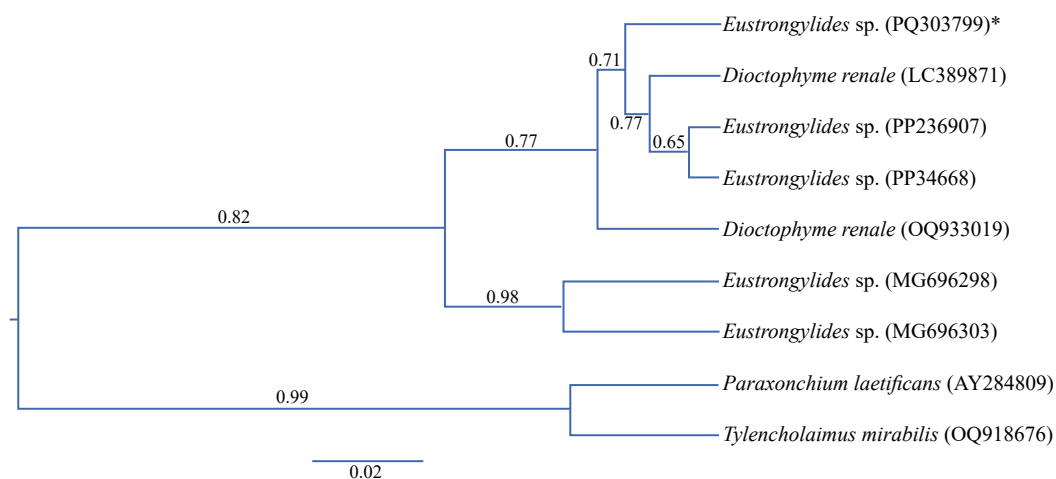 Eustrongylides sp. (PQ303799)*
0.71
Dioctophyme renale (LC389871)
0.77
Eustrongylides sp. (PP236907)
0.65
0.77
Eustrongylides sp. (PP34668)
0.82
Dioctophyme renale (OQ933019)
Eustrongylides sp. (MG696298)
0.98
Eustrongylides sp. (MG696303)
Paraxonchium laetificans (AY284809)
0.99
Tylencholaimus mirabilis (OQ918676)
0.02